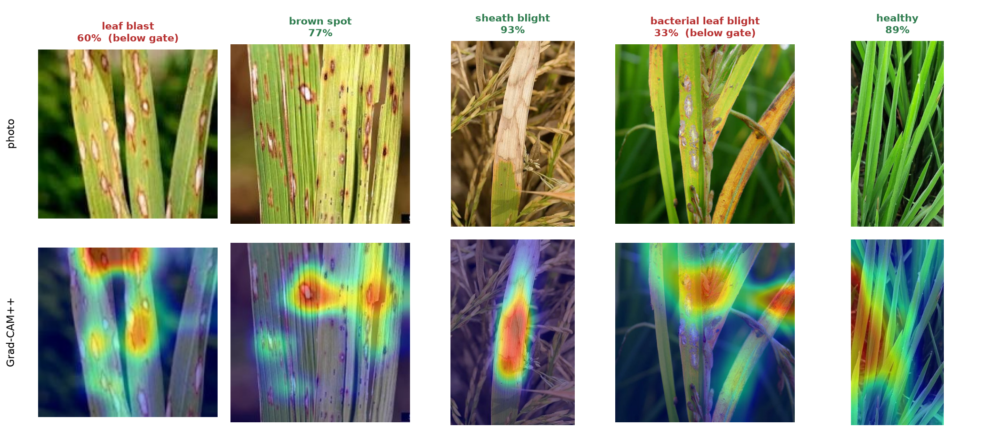 leaf blast
60%  (below gate)
brown spot
77%
sheath blight
93%
bacterial leaf blight
33%  (below gate)
healthy
89%
photo
Grad-CAM++